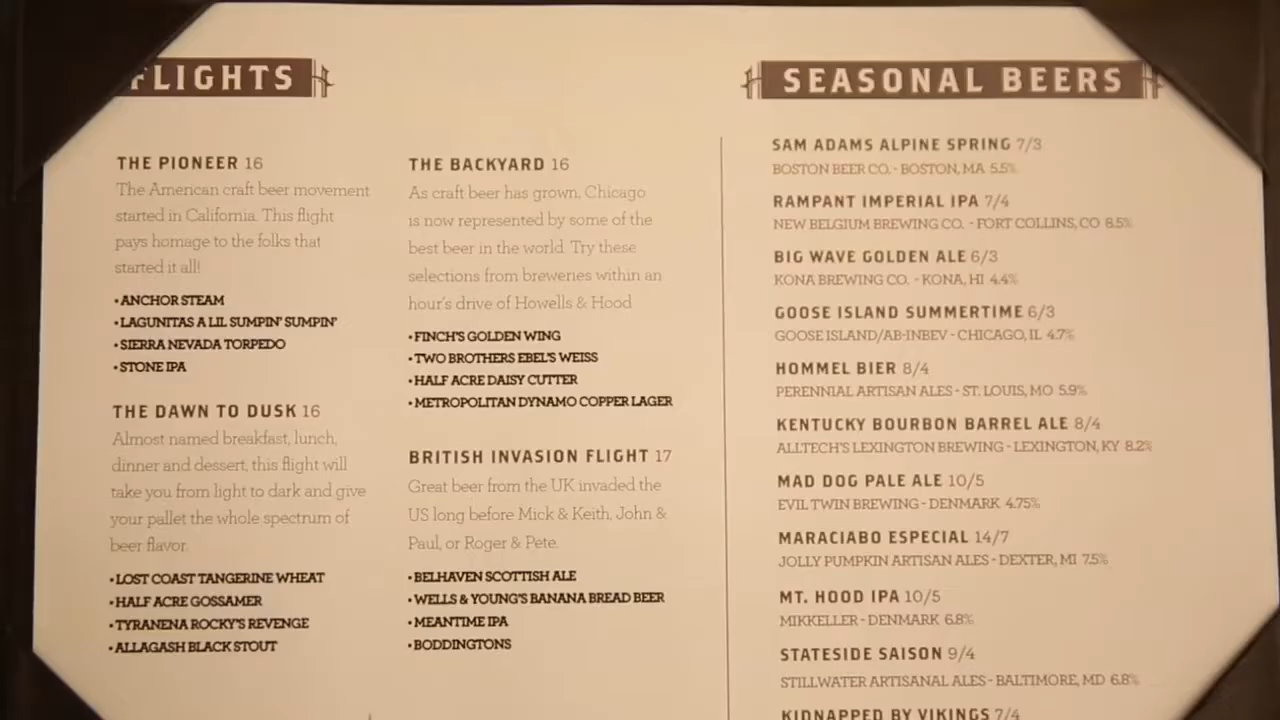 FLIGHTS
THE PIONEER 16
The American craft beer movement
started in California. This flight
pays homage to the folks that
started it all!
• ANCHOR STEAM
• LAGUNITAS A LIL SUMPIN' SUMPIN'
• SIERRA NEVADA TORPEDO
• STONE IPA
THE DAWN TO DUSK 16
Almost named breakfast, lunch,
dinner and dessert, this flight will
take you from light to dark and give
your pallet the whole spectrum of
beer flavor.
• LOST COAST TANGERINE WHEAT
• HALF ACRE GOSSAMER
• TYRANENA ROCKY'S REVENGE
• ALLAGASH BLACK STOUT
THE BACKYARD 16
As craft beer has grown, Chicago
is now represented by some of the
best beer in the world. Try these
selections from breweries within an
hour's drive of Howells & Hood
• FINCH'S GOLDEN WING
• TWO BROTHERS EBEL'S WEISS
• HALF ACRE DAISY CUTTER
• METROPOLITAN DYNAMO COPPER LAGER
BRITISH INVASION FLIGHT 17
Great beer from the UK invaded the
US long before Mick & Keith, John &
Paul, or Roger & Pete.
• BELHAVEN SCOTTISH ALE
• WELLS & YOUNG'S BANANA BREAD BEER
• MEANTIME IPA
• BODDINGTONS
SEASONAL BEERS
SAM ADAMS ALPINE SPRING 7/3
BOSTON BEER CO. - BOSTON, MA 5.5%
RAMPANT IMPERIAL IPA 7/4
NEW BELGIUM BREWING CO. - FORT COLLINS, CO 8.5%
BIG WAVE GOLDEN ALE 6/3
KONA BREWING CO. - KONA, HI 4.4%
GOOSE ISLAND SUMMERTIME 6/3
GOOSE ISLAND/AB-INBEV - CHICAGO, IL 4.7%
HOMMEL BIER 8/4
PERENNIAL ARTISAN ALES - ST. LOUIS, MO 5.9%
KENTUCKY BOURBON BARREL ALE 8/4
ALLTECH'S LEXINGTON BREWING - LEXINGTON, KY 8.2%
MAD DOG PALE ALE 10/5
EVIL TWIN BREWING - DENMARK 4.75%
MARACIABO ESPECIAL 14/7
JOLLY PUMPKIN ARTISAN ALES - DEXTER, MI 7.5%
MT. HOOD IPA 10/5
MIKKELLER - DENMARK 6.8%
STATESIDE SAISON 9/4
STILLWATER ARTISANAL ALES - BALTIMORE, MD 6.8%
KIDNAPPED BY VIKINGS 7/4